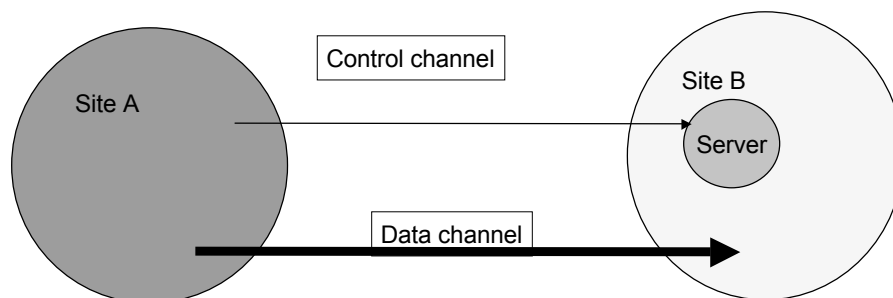 Control channel
Site B
Site A
Server
Data channel